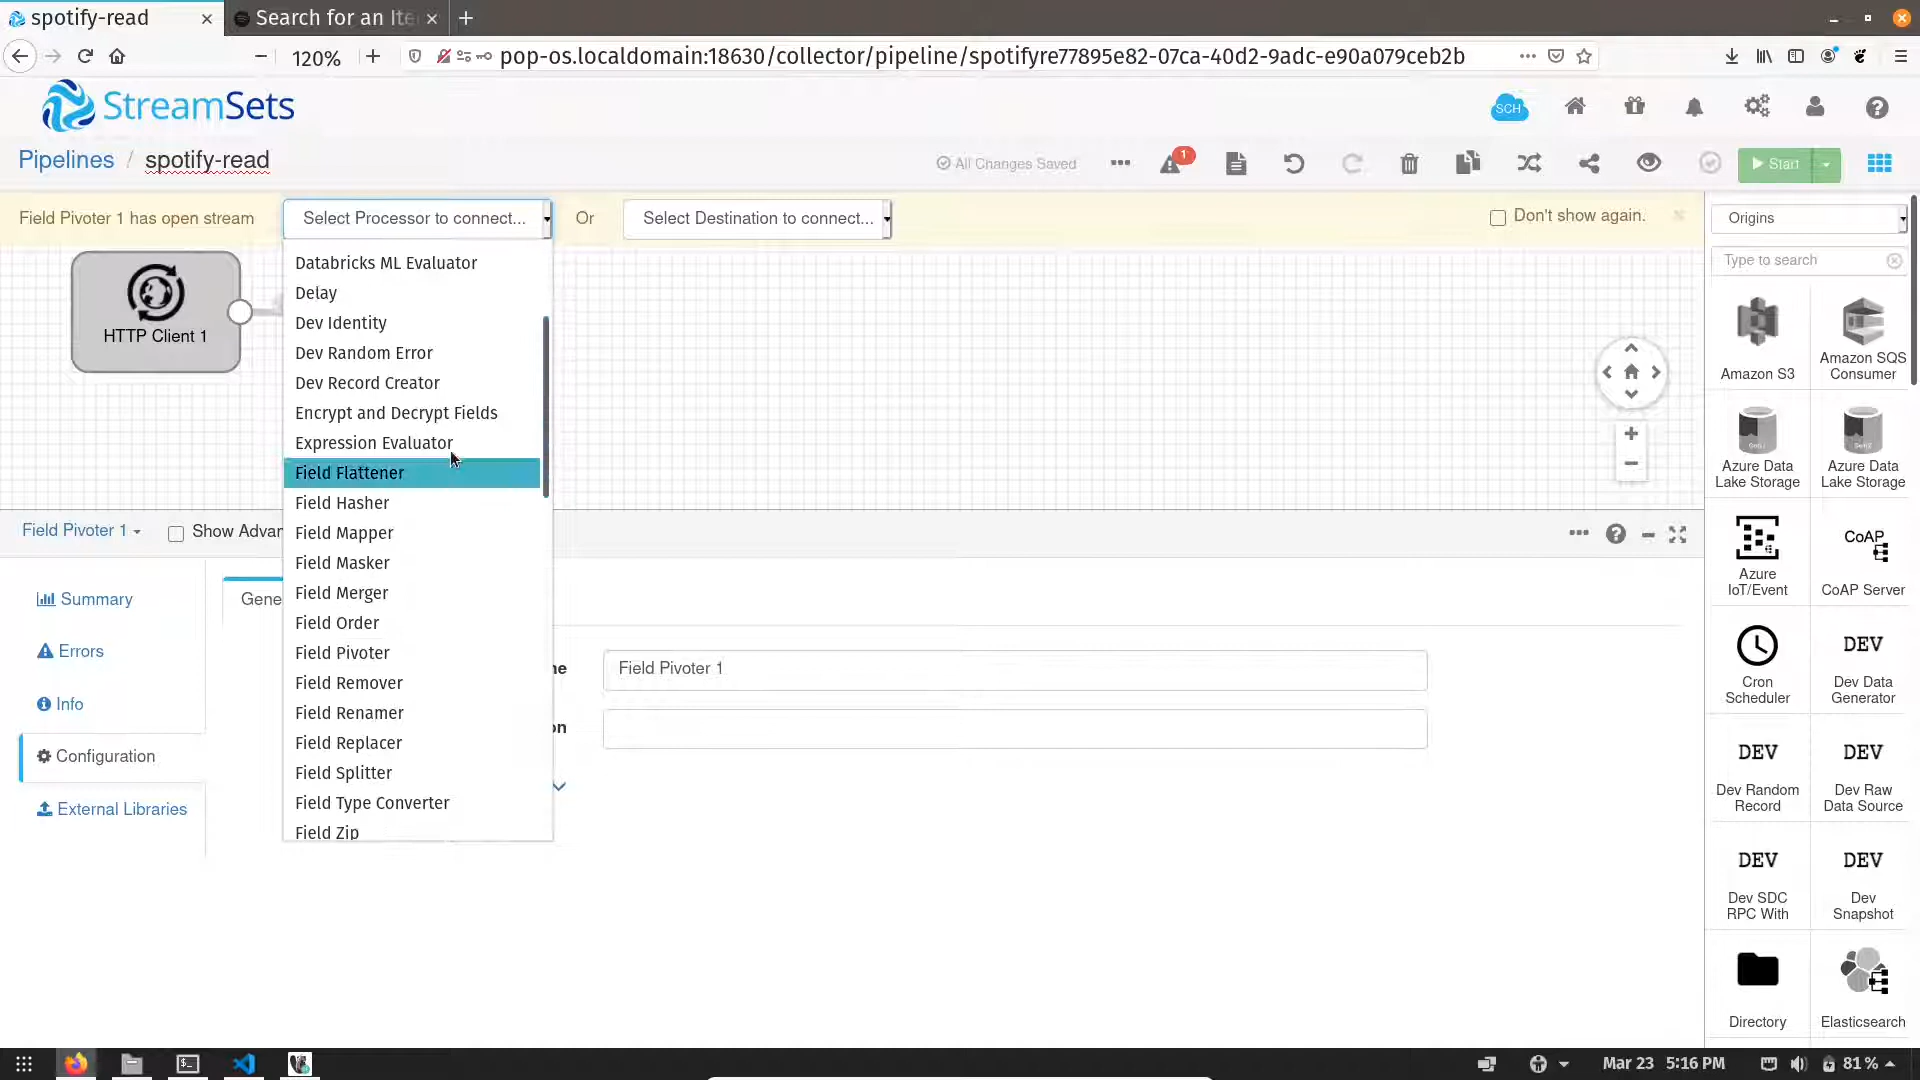 spotify-read
Search for an Ite
120%
pop-os.localdomain:18630/collector/pipeline/spotifyre77895e82-07ca-40d2-9adc-e90a079ceb2b
StreamSets
SCH
Pipelines / spotify-read
All Changes Saved
1
Start
Field Pivoter 1 has open stream
Select Processor to connect...
Or
Select Destination to connect...
Don't show again.
Origins
Type to search
HTTP Client 1
Databricks ML Evaluator
Delay
Dev Identity
Dev Random Error
Dev Record Creator
Encrypt and Decrypt Fields
Expression Evaluator
Field Flattener
Field Hasher
Field Mapper
Field Masker
Field Merger
Field Order
Field Pivoter
Field Remover
Field Renamer
Field Replacer
Field Splitter
Field Type Converter
Field Zip
Field Pivoter 1
Show Advan
Summary
Errors
Info
Configuration
External Libraries
Gene
ne
Field Pivoter 1
on
Amazon S3
Amazon SQS
Consumer
Azure Data
Lake Storage
Azure Data
Lake Storage
Azure
IoT/Event
CoAP
CoAP Server
Cron
Scheduler
DEV
Dev Data
Generator
DEV
Dev Random
Record
DEV
Dev Raw
Data Source
DEV
Dev SDC
RPC With
DEV
Dev
Snapshot
Directory
Elasticsearch
Mar 23 5:16 PM
81 %